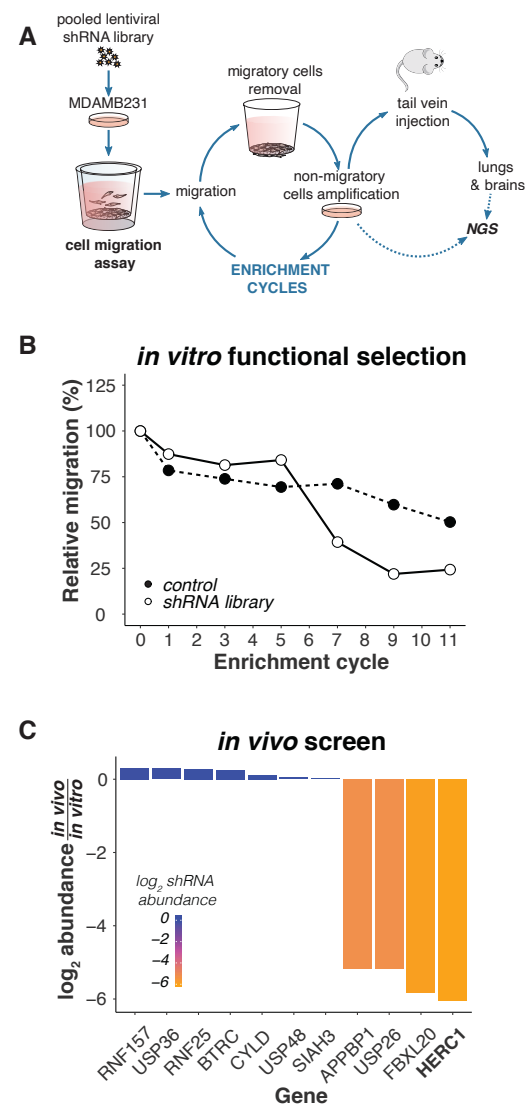 A
pooled lentiviral
shRNA library
MDAMB231
cell migration
assay
migration
migratory cells
removal
non-migratory
cells amplification
ENRICHMENT
CYCLES
tail vein
injection
lungs
& brains
NGS
B
in vitro functional selection
Relative migration (%)
125
100
75
50
25
0
control
shRNA library
0 1 2 3 4 5 6 7 8 9 10 11
Enrichment cycle
C
in vivo screen
log2 abundance in vivo
in vitro
0
−2
−4
−6
log2 shRNA
abundance
0
−2
−4
−6
RNF157 USP36 RNF25 BTRC CYLD USP48 SIAH3 APPBP1 USP26 FBXL20 HERC1
Gene